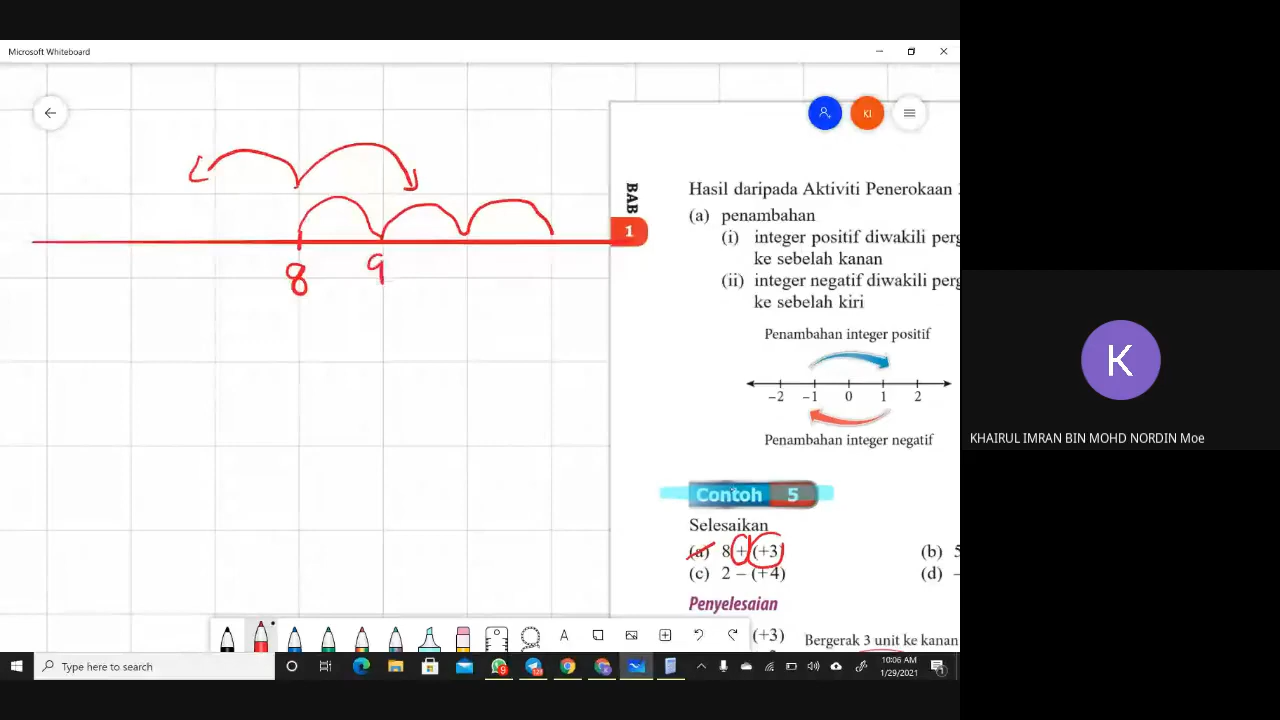 Microsoft Whiteboard
KI
8
9
BAB
1
Hasil daripada Aktiviti Penerokaan
(a) penambahan
(i) integer positif diwakili
ke sebelah kanan
(ii) integer negatif diwakili
ke sebelah kiri
Penambahan integer positif
−2 −1 0 1 2
Penambahan integer negatif
Contoh 5
Selesaikan
(a) 8 + (+3) (b) 5
(c) 2 − (+4) (d) −
Penyelesaian
(+3) Bergerak 3 unit ke kanan
A
Type here to search
10:06 AM
1/29/2021
K
KHAIRUL IMRAN BIN MOHD NORDIN Moe